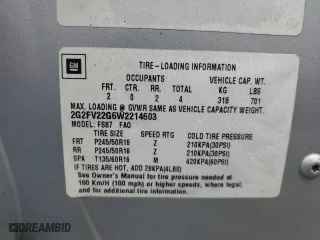 GM
TIRE-LOADING INFORMATION
OCCUPANTS VEHICLE CAP. WT.
FRT. CTR. RR. TOTAL KG LBS
2 0 2 4 318 701
MAX. LOADING @ GVWR SAME AS VEHICLE CAPACITY WEIGHT.
2G2FV22G6W2214603
MODEL: FS87 FAO
TIRE SIZE SPEED RTG COLD TIRE PRESSURE
FRT P245/50R16 Z 210KPA(30PSI)
RR P245/50R16 Z 210KPA(30PSI)
SPA T135/60R16 M 420KPA(60PSI)
IF TIRES ARE HOT, ADD 28KPA(4LBS)
See Owner's Manual for tire pressure at
160 Km/H (100 mph) or higher speeds, where legal,
and for additional tire information.